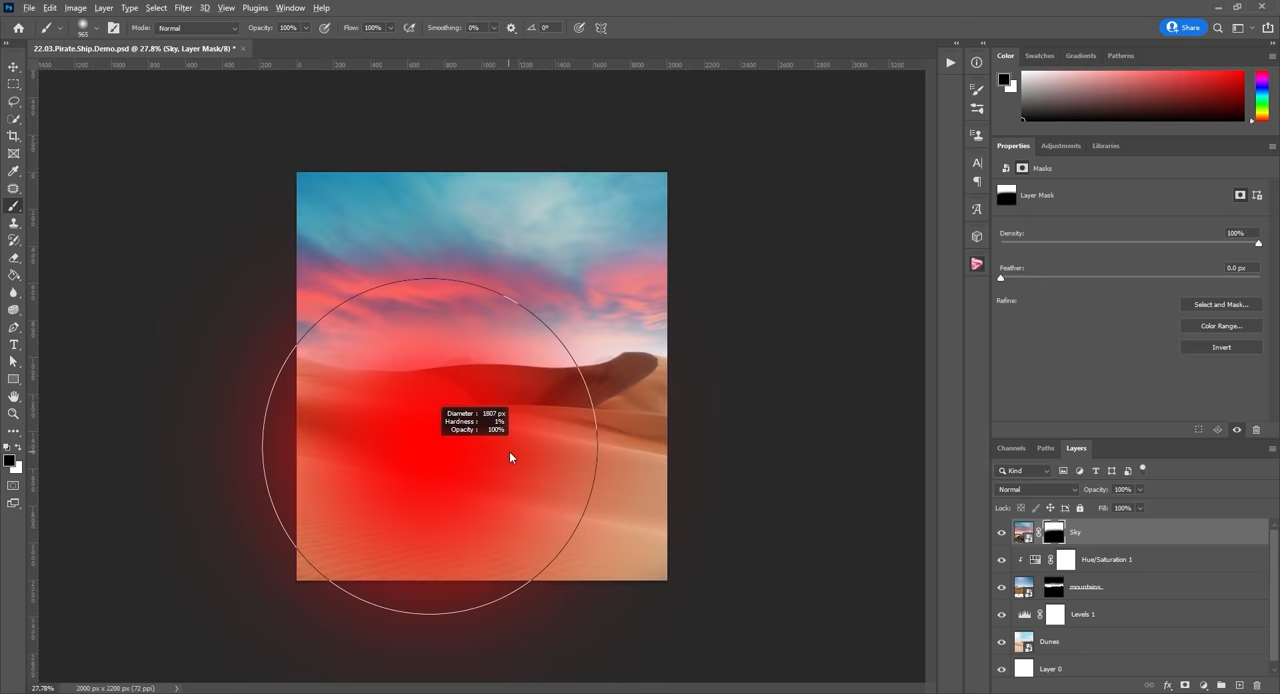 Ps File Edit Image Layer Type Select Filter 3D View Plugins Window Help
965 Mode: Normal Opacity: 100% Flow: 100% Smoothing: 0% 0° Share
22.03.Pirate.Ship.Demo.psd @ 27.8% (Sky, Layer Mask/8) * ×
Color Swatches Gradients Patterns
Properties Adjustments Libraries
Masks
Layer Mask
Density: 100%
Feather: 0.0 px
Refine: Select and Mask...
Color Range...
Invert
Diameter : 1807 px
Hardness : 1%
Opacity : 100%
Channels Paths Layers
Kind
Normal Opacity: 100%
Lock: Fill: 100%
Sky
Hue/Saturation 1
mountains
Levels 1
Dunes
Layer 0
27.78% 2000 px x 2200 px (72 ppi)